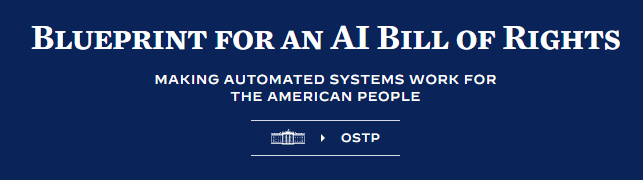 Blueprint for an AI Bill of Rights
MAKING AUTOMATED SYSTEMS WORK FOR
THE AMERICAN PEOPLE
OSTP